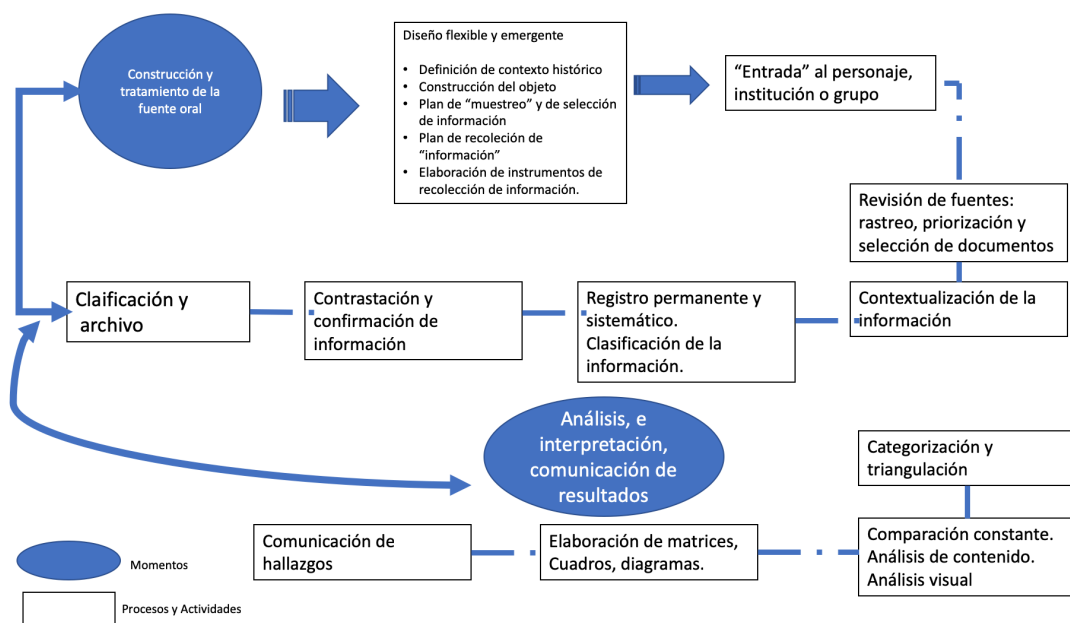 Construcción y
tratamiento de la
fuente oral
Diseño flexible y emergente
• Definición de contexto histórico
• Construcción del objeto
• Plan de “muestreo” y de selección
de información
• Plan de recoleción de
“información”
• Elaboración de instrumentos de
recolección de información.
“Entrada” al personaje,
institución o grupo
Revisión de fuentes:
rastreo, priorización y
selección de documentos
Contextualización de la
información
Registro permanente y
sistemático.
Clasificación de la
información.
Contrastación y
confirmación de
información
Claificación y
archivo
Análisis, e
interpretación,
comunicación de
resultados
Categorización y
triangulación
Comparación constante.
Análisis de contenido.
Análisis visual
Elaboración de matrices,
Cuadros, diagramas.
Comunicación de
hallazgos
Momentos
Procesos y Actividades